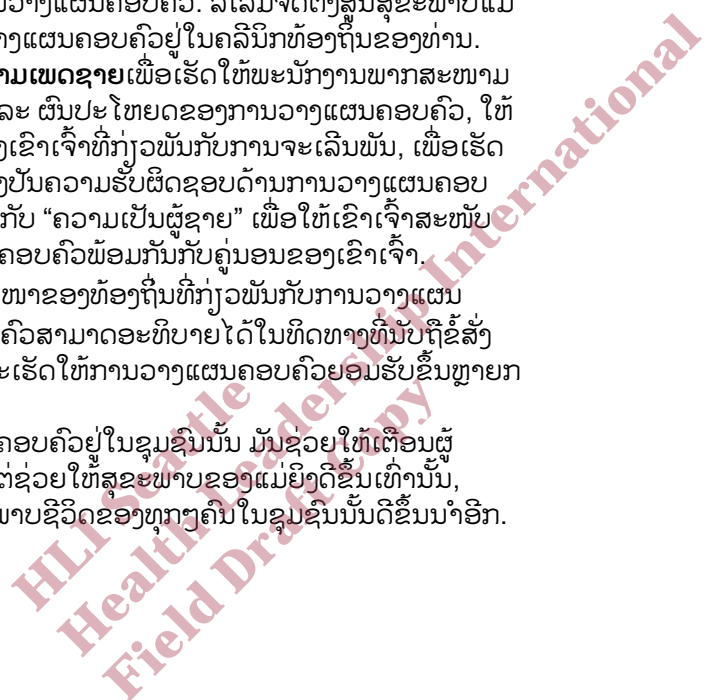 ນວາງແຜນຄອບຄົວ. ລິເລີ່ມຈັດຕັ້ງສູນສຸຂະພາບແມ່
າງແຜນຄອບຄົວຢູ່ໃນຄລີນິກທ້ອງຖິ່ນຂອງທ່ານ.
າມເພດຊາຍເພື່ອເຮັດໃຫ້ພະນັກງານພາກສະໜາມ
ລະ ຜົນປະໂຫຍດຂອງການວາງແຜນຄອບຄົວ, ໃຫ້
ງເຂົາເຈົ້າທີ່ກ່ຽວພັນກັບການຈະເລີນພັນ, ເພື່ອເຮັດ
ງປັນຄວາມຮັບຜິດຊອບດ້ານການວາງແຜນຄອບ
ກັບ “ຄວາມເປັນຜູ້ຊາຍ” ເພື່ອໃຫ້ເຂົາເຈົ້າສະໜັບ
ຄອບຄົວພ້ອມກັນກັບຄູ່ນອນຂອງເຂົາເຈົ້າ.
ໜາຂອງທ້ອງຖິ່ນທີ່ກ່ຽວພັນກັບການວາງແຜນ
ຄົວສາມາດອະທິບາຍໄດ້ໃນທິດທາງທີ່ນັບຖືຂໍ້ສັ່ງ
ະເຮັດໃຫ້ການວາງແຜນຄອບຄົວຍອມຮັບຂຶ້ນຫຼາຍກ
ຄອບຄົວຢູ່ໃນຊຸມຊົນນັ້ນ ມັນຊ່ວຍໃຫ້ເຕືອນຜູ້
ຕ່ຊ່ວຍໃຫ້ສຸຂະພາບຂອງແມ່ຍິງດີຂຶ້ນເທົ່ານັ້ນ,
າບຊີວິດຂອງທຸກໆຄົນໃນຊຸມຊົນນັ້ນດີຂຶ້ນນຳອີກ.
HLI Seattle
Health Leadership International
Field Draft Copy